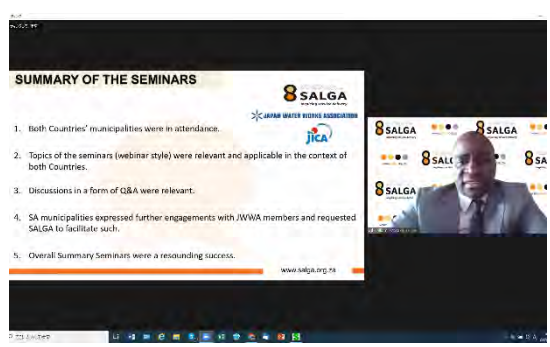 SUMMARY OF THE SEMINARS
SALGA
JAPAN WATER WORKS ASSOCIATION
jICA
1. Both Countries' municipalities were in attendance.
2. Topics of the seminars (webinar style) were relevant and applicable in the context of
both Countries.
3. Discussions in a form of Q&A were relevant.
4. SA municipalities expressed further engagements with JWWA members and requested
SALGA to facilitate such.
5. Overall Summary Seminars were a resounding success.
www.salga.org.za
SALGA
SALGA
SALGA